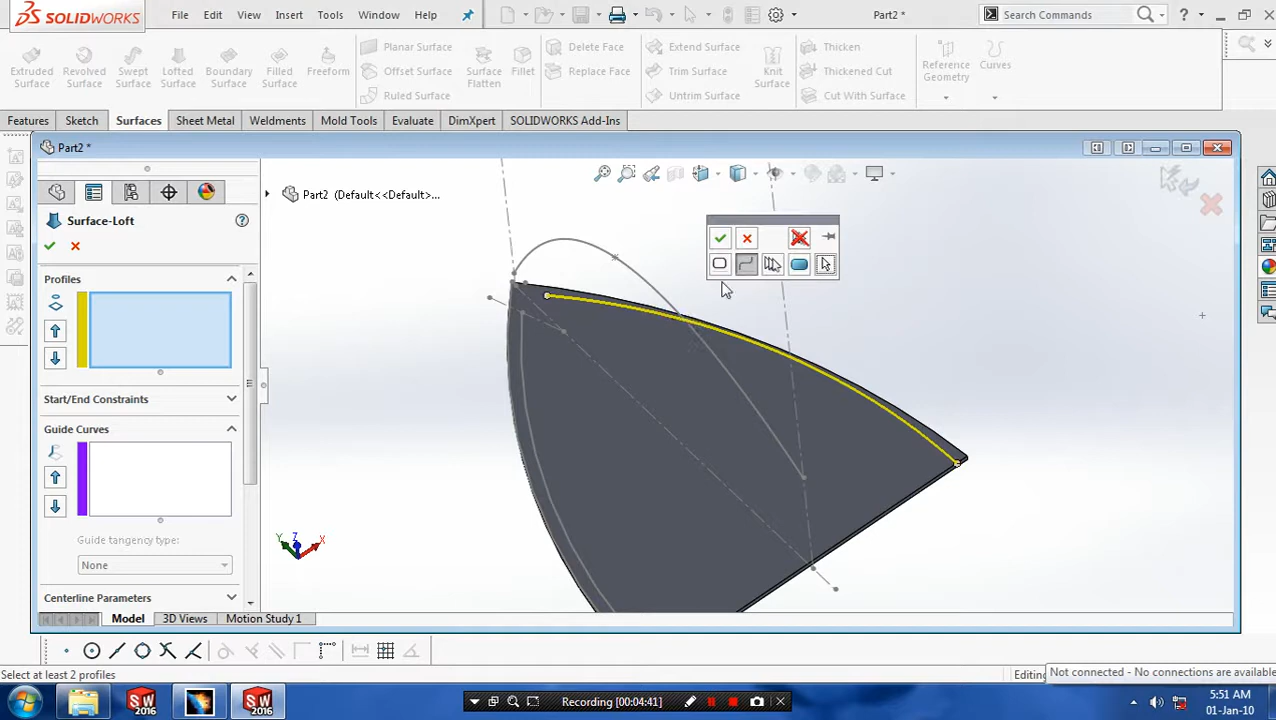 SOLIDWORKS File Edit View Insert Tools Window Help Part2 * Search Commands ?
Extruded Surface Revolved Surface Swept Surface Lofted Surface Boundary Surface Filled Surface Freeform Planar Surface Offset Surface Ruled Surface Surface Flatten Fillet Delete Face Replace Face Extend Surface Trim Surface Untrim Surface Knit Surface Thicken Thickened Cut Cut With Surface Reference Geometry Curves
Features Sketch Surfaces Sheet Metal Weldments Mold Tools Evaluate DimXpert SOLIDWORKS Add-Ins
Part2 *
Part2 (Default<<Default>...
Surface-Loft ?
Profiles
Start/End Constraints
Guide Curves
Guide tangency type:
None
Centerline Parameters
Y Z X
Model 3D Views Motion Study 1
Select at least 2 profiles Editing Not connected - No connections are available
SW 2016 SW 2016 Recording [00:04:41] 5:51 AM
01-Jan-10